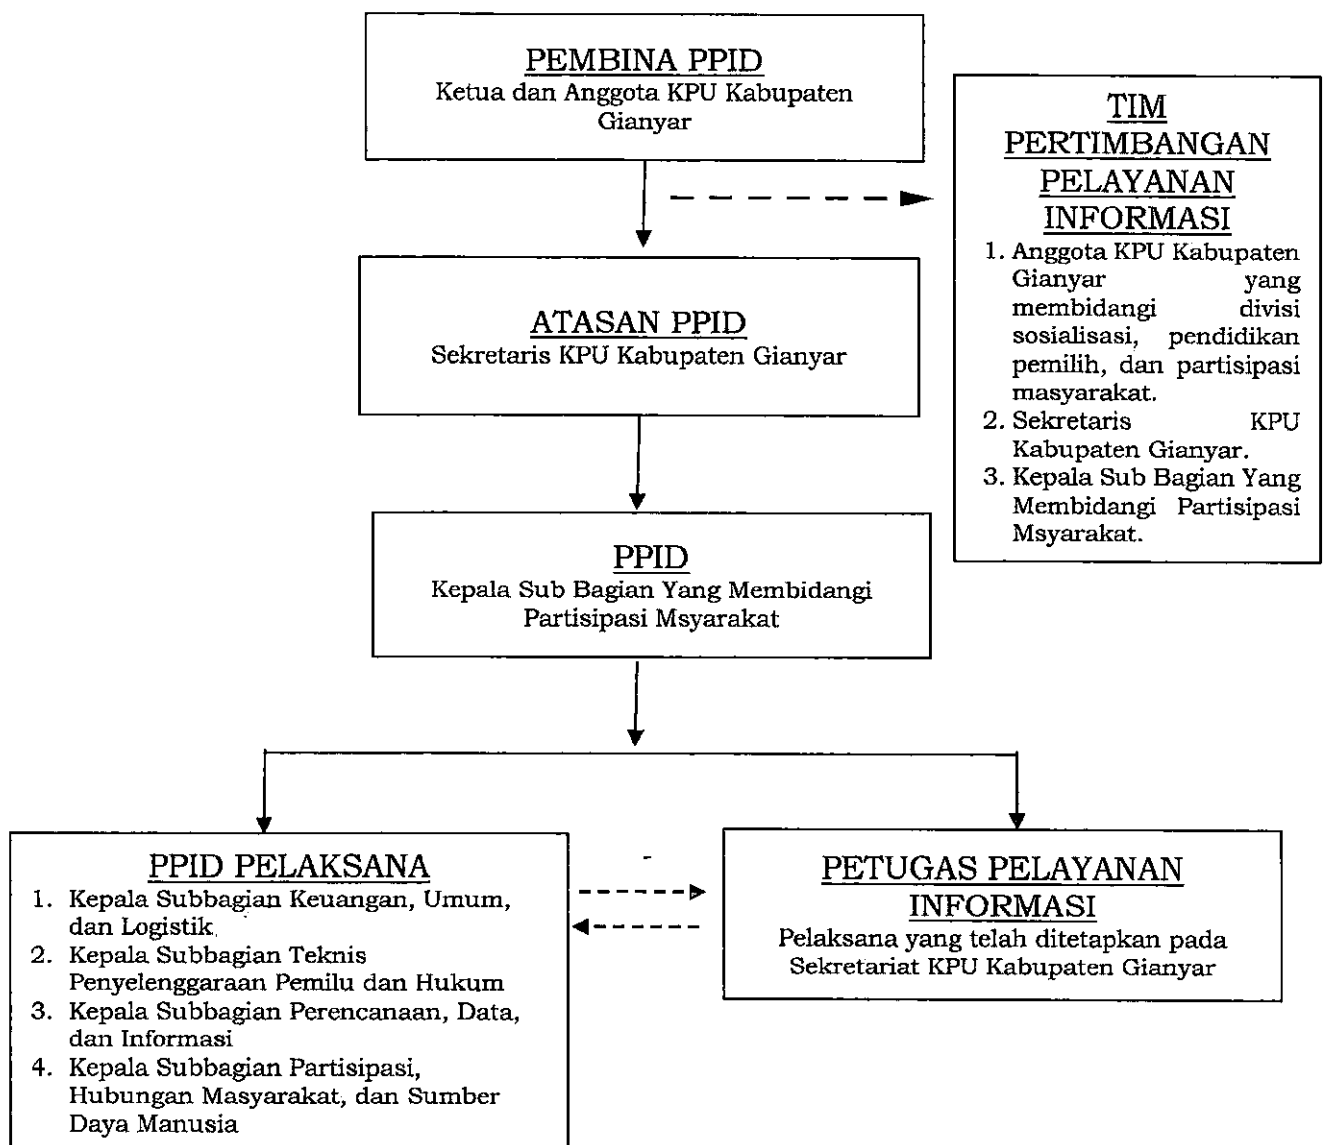 PEMBINA PPID
Ketua dan Anggota KPU Kabupaten
Gianyar
TIM
PERTIMBANGAN
PELAYANAN
INFORMASI
1. Anggota KPU Kabupaten
Gianyar yang
membidangi divisi
sosialisasi, pendidikan
pemilih, dan partisipasi
masyarakat.
2. Sekretaris KPU
Kabupaten Gianyar.
3. Kepala Sub Bagian Yang
Membidangi Partisipasi
Msyarakat.
ATASAN PPID
Sekretaris KPU Kabupaten Gianyar
PPID
Kepala Sub Bagian Yang Membidangi
Partisipasi Msyarakat
PPID PELAKSANA
1. Kepala Subbagian Keuangan, Umum,
dan Logistik
2. Kepala Subbagian Teknis
Penyelenggaraan Pemilu dan Hukum
3. Kepala Subbagian Perencanaan, Data,
dan Informasi
4. Kepala Subbagian Partisipasi,
Hubungan Masyarakat, dan Sumber
Daya Manusia
PETUGAS PELAYANAN
INFORMASI
Pelaksana yang telah ditetapkan pada
Sekretariat KPU Kabupaten Gianyar